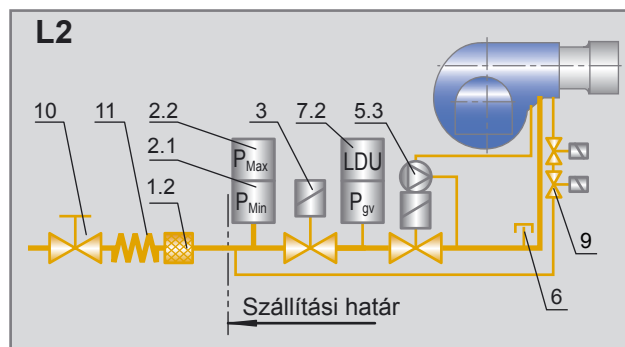 L2
10 11 2.2 3 7.2 5.3
2.1
1.2
PMax
PMin
LDU
Pgv
9
6
Szállítási határ